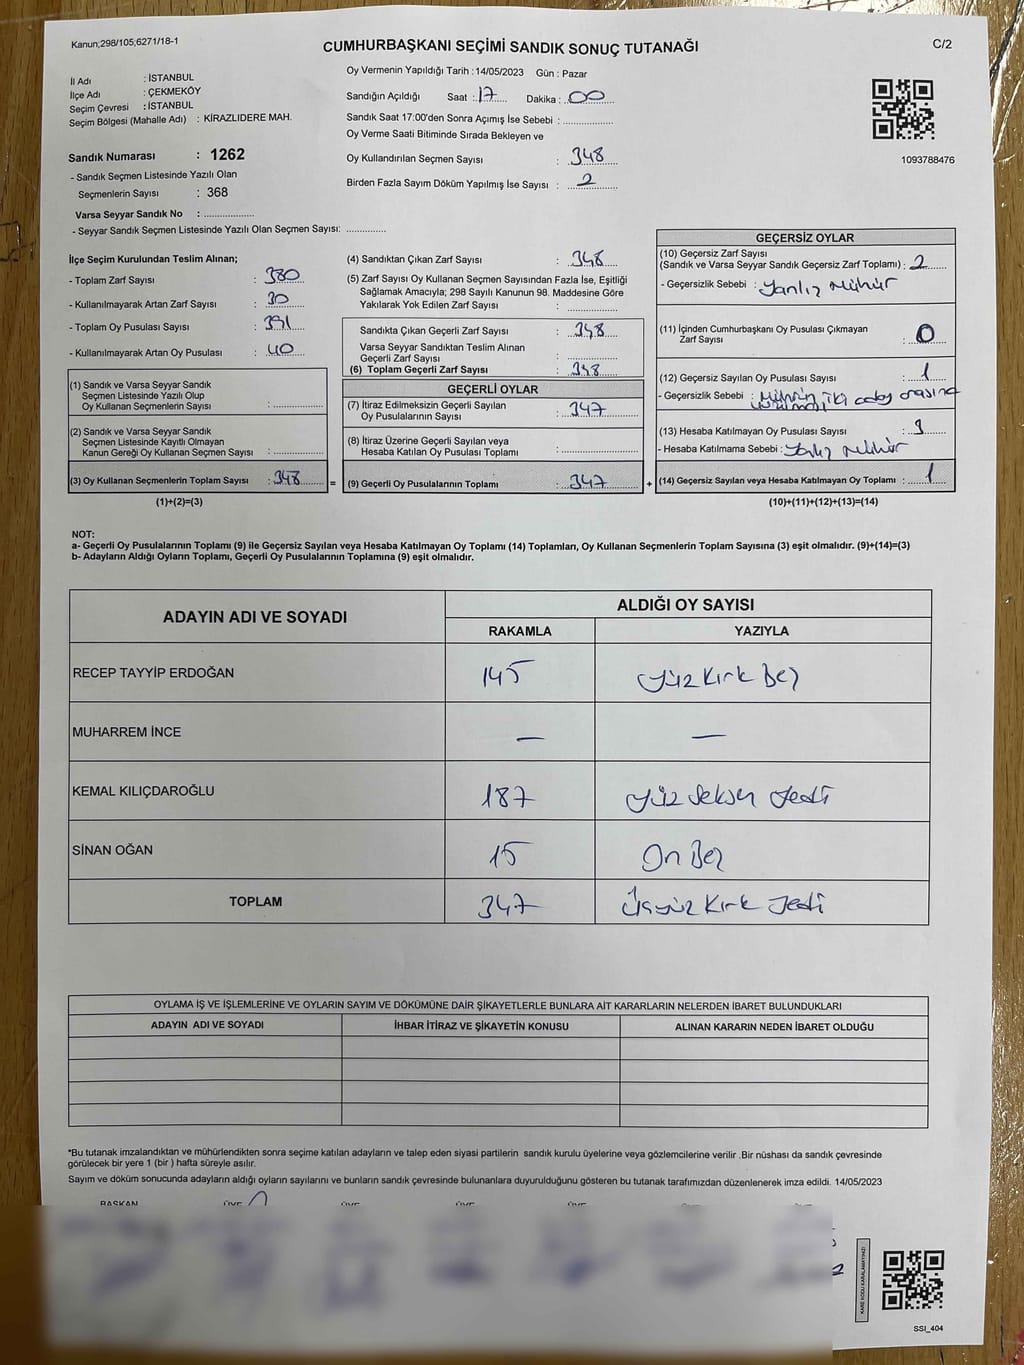 Kanun;298/105;6271/18-1
CUMHURBAŞKANI SEÇİMİ SANDIK SONUÇ TUTANAĞI
C/2
İl Adı : İSTANBUL
İlçe Adı : ÇEKMEKÖY
Seçim Çevresi : İSTANBUL
Seçim Bölgesi (Mahalle Adı) : KİRAZLIDERE MAH.
Sandık Numarası : 1262
- Sandık Seçmen Listesinde Yazılı Olan
Seçmenlerin Sayısı : 368
Varsa Seyyar Sandık No :
- Seyyar Sandık Seçmen Listesinde Yazılı Olan Seçmen Sayısı:
Oy Vermenin Yapıldığı Tarih : 14/05/2023 Gün : Pazar
Sandığın Açıldığı Saat : 17 Dakika : 00
Sandık Saat 17:00'den Sonra Açımış İse Sebebi :
Oy Verme Saati Bitiminde Sırada Bekleyen ve
Oy Kullandırılan Seçmen Sayısı : 348
Birden Fazla Sayım Döküm Yapılmış İse Sayısı : 2
1093788476
İlçe Seçim Kurulundan Teslim Alınan;
- Toplam Zarf Sayısı : 380
- Kullanılmayarak Artan Zarf Sayısı : 30
- Toplam Oy Pusulası Sayısı : 391
- Kullanılmayarak Artan Oy Pusulası : 40
(1) Sandık ve Varsa Seyyar Sandık
Seçmen Listesinde Yazılı Olup
Oy Kullanan Seçmenlerin Sayısı :
(2) Sandık ve Varsa Seyyar Sandık
Seçmen Listesinde Kayıtlı Olmayan
Kanun Gereği Oy Kullanan Seçmen Sayısı :
(3) Oy Kullanan Seçmenlerin Toplam Sayısı : 348 =
(1)+(2)=(3)
(4) Sandıktan Çıkan Zarf Sayısı : 348
(5) Zarf Sayısı Oy Kullanan Seçmen Sayısından Fazla İse, Eşitliği
Sağlamak Amacıyla; 298 Sayılı Kanunun 98. Maddesine Göre
Yakılarak Yok Edilen Zarf Sayısı :
Sandıkta Çıkan Geçerli Zarf Sayısı : 348
Varsa Seyyar Sandıktan Teslim Alınan
Geçerli Zarf Sayısı :
(6) Toplam Geçerli Zarf Sayısı : 348
GEÇERLİ OYLAR
(7) İtiraz Edilmeksizin Geçerli Sayılan
Oy Pusulalarının Sayısı : 347
(8) İtiraz Üzerine Geçerli Sayılan veya
Hesaba Katılan Oy Pusulası Toplamı :
(9) Geçerli Oy Pusulalarının Toplamı : 347 +
GEÇERSİZ OYLAR
(10) Geçersiz Zarf Sayısı
(Sandık ve Varsa Seyyar Sandık Geçersiz Zarf Toplamı) : 2
- Geçersizlik Sebebi : Yanlış Mühür
(11) İçinden Cumhurbaşkanı Oy Pusulası Çıkmayan
Zarf Sayısı : 0
(12) Geçersiz Sayılan Oy Pusulası Sayısı : 1
- Geçersizlik Sebebi : Mührün iki aday arasına
(13) Hesaba Katılmayan Oy Pusulası Sayısı :
- Hesaba Katılmama Sebebi : Yanlış Mühür
(14) Geçersiz Sayılan veya Hesaba Katılmayan Oy Toplamı : 1
(10)+(11)+(12)+(13)=(14)
NOT:
a- Geçerli Oy Pusulalarının Toplamı (9) ile Geçersiz Sayılan veya Hesaba Katılmayan Oy Toplamı (14) Toplamları, Oy Kullanan Seçmenlerin Toplam Sayısına (3) eşit olmalıdır. (9)+(14)=(3)
b- Adayların Aldığı Oyların Toplamı, Geçerli Oy Pusulalarının Toplamına (9) eşit olmalıdır.
ADAYIN ADI VE SOYADI
ALDIĞI OY SAYISI
RAKAMLA YAZIYLA
RECEP TAYYİP ERDOĞAN 145 Yüz Kırk Beş
MUHARREM İNCE — —
KEMAL KILIÇDAROĞLU 187 Yüz Seksen Yedi
SİNAN OĞAN 15 On Beş
TOPLAM 347 Üçyüz Kırk Yedi
OYLAMA İŞ VE İŞLEMLERİNE VE OYLARIN SAYIM VE DÖKÜMÜNE DAİR ŞİKAYETLERLE BUNLARA AİT KARARLARIN NELERDEN İBARET BULUNDUKLARI
ADAYIN ADI VE SOYADI İHBAR İTİRAZ VE ŞİKAYETİN KONUSU ALINAN KARARIN NEDEN İBARET OLDUĞU
*Bu tutanak imzalandıktan ve mühürlendikten sonra seçime katılan adayların ve talep eden siyasi partilerin sandık kurulu üyelerine veya gözlemcilerine verilir .Bir nüshası da sandık çevresinde
görülecek bir yere 1 (bir ) hafta süreyle asılır.
Sayım ve döküm sonucunda adayların aldığı oyların sayılarını ve bunların sandık çevresinde bulunanlara duyurulduğunu gösteren bu tutanak tarafımızdan düzenlenerek imza edildi. 14/05/2023
BAŞKAN ÜYE ÜYE ÜYE ÜYE
KARE KODU KARALAMAYINIZ!
SSI_404